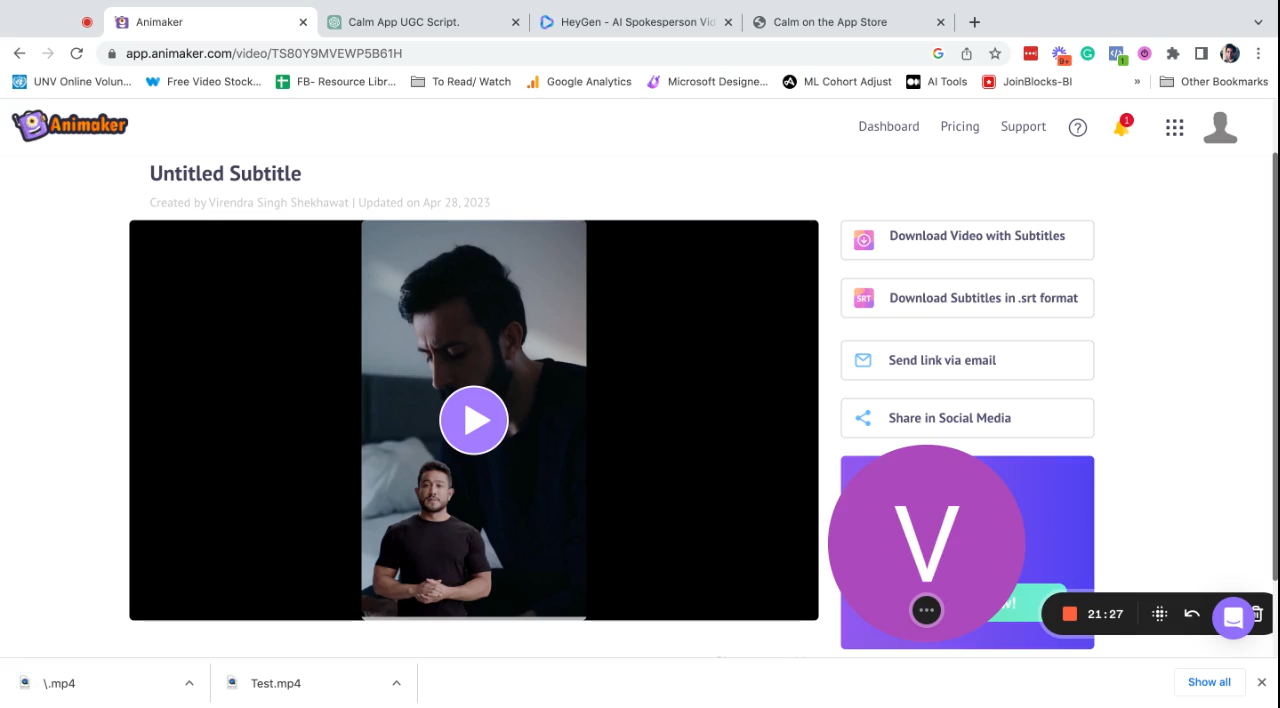 Animaker
Calm App UGC Script.
HeyGen - AI Spokesperson Vid
Calm on the App Store
app.animaker.com/video/TS80Y9MVEWP5B61H
9+
1
UNV Online Volun...
Free Video Stock...
FB- Resource Libr...
To Read/ Watch
Google Analytics
Microsoft Designe...
ML Cohort Adjust
AI Tools
JoinBlocks-BI
»
Other Bookmarks
Animaker
Dashboard
Pricing
Support
?
1
Untitled Subtitle
Created by Virendra Singh Shekhawat | Updated on Apr 28, 2023
Download Video with Subtitles
SRT
Download Subtitles in .srt format
Send link via email
Share in Social Media
V
21:27
\.mp4
Test.mp4
Show all